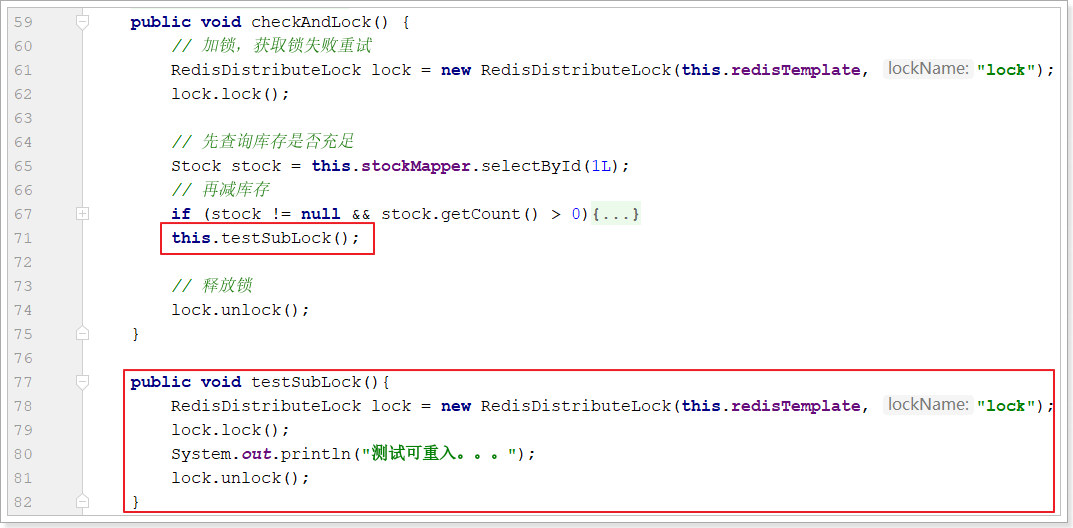 59 public void checkAndLock() {
60 // 加锁，获取锁失败重试
61 RedisDistributeLock lock = new RedisDistributeLock(this.redisTemplate, lockName: "lock");
62 lock.lock();
63
64 // 先查询库存是否充足
65 Stock stock = this.stockMapper.selectById(1L);
66 // 再减库存
67 if (stock != null && stock.getCount() > 0){...}
71 this.testSubLock();
72
73 // 释放锁
74 lock.unlock();
75 }
76
77 public void testSubLock(){
78 RedisDistributeLock lock = new RedisDistributeLock(this.redisTemplate, lockName: "lock");
79 lock.lock();
80 System.out.println("测试可重入。。。");
81 lock.unlock();
82 }